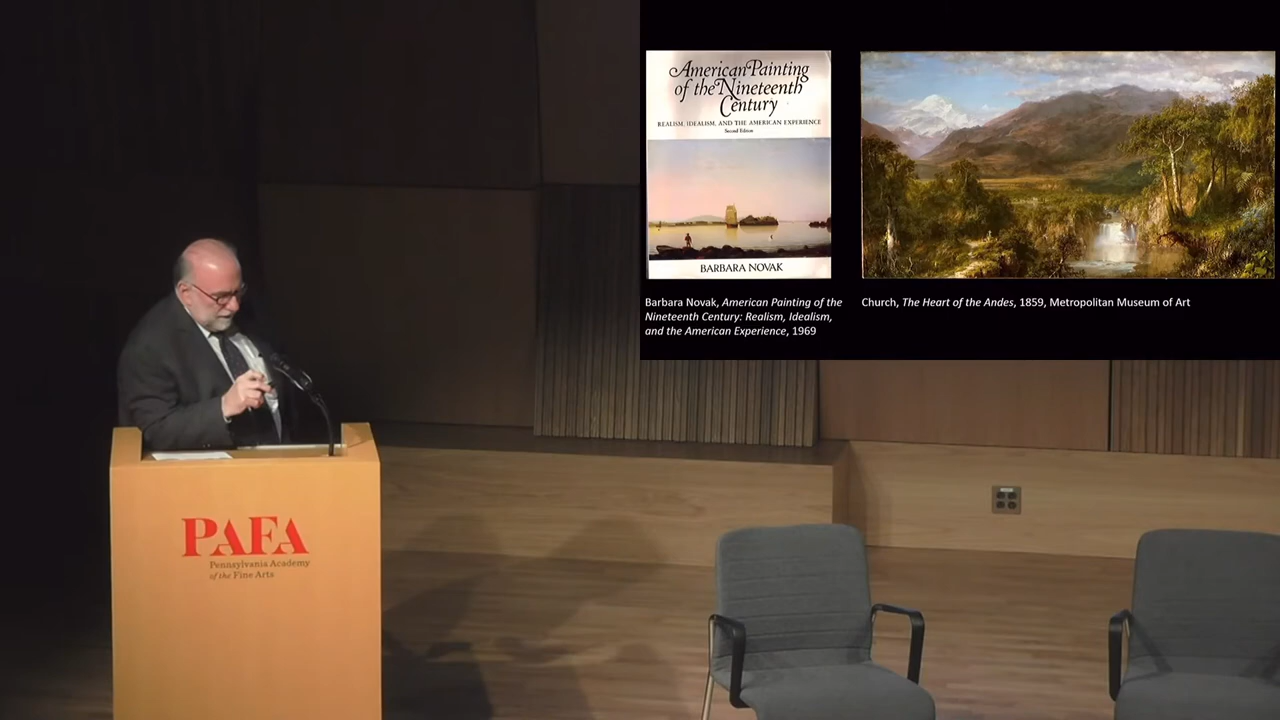 American Painting
of the Nineteenth
Century
REALISM, IDEALISM, AND THE AMERICAN EXPERIENCE
Second Edition
BARBARA NOVAK
Barbara Novak, American Painting of the
Nineteenth Century: Realism, Idealism,
and the American Experience, 1969
Church, The Heart of the Andes, 1859, Metropolitan Museum of Art
PAFA
Pennsylvania Academy
of the Fine Arts